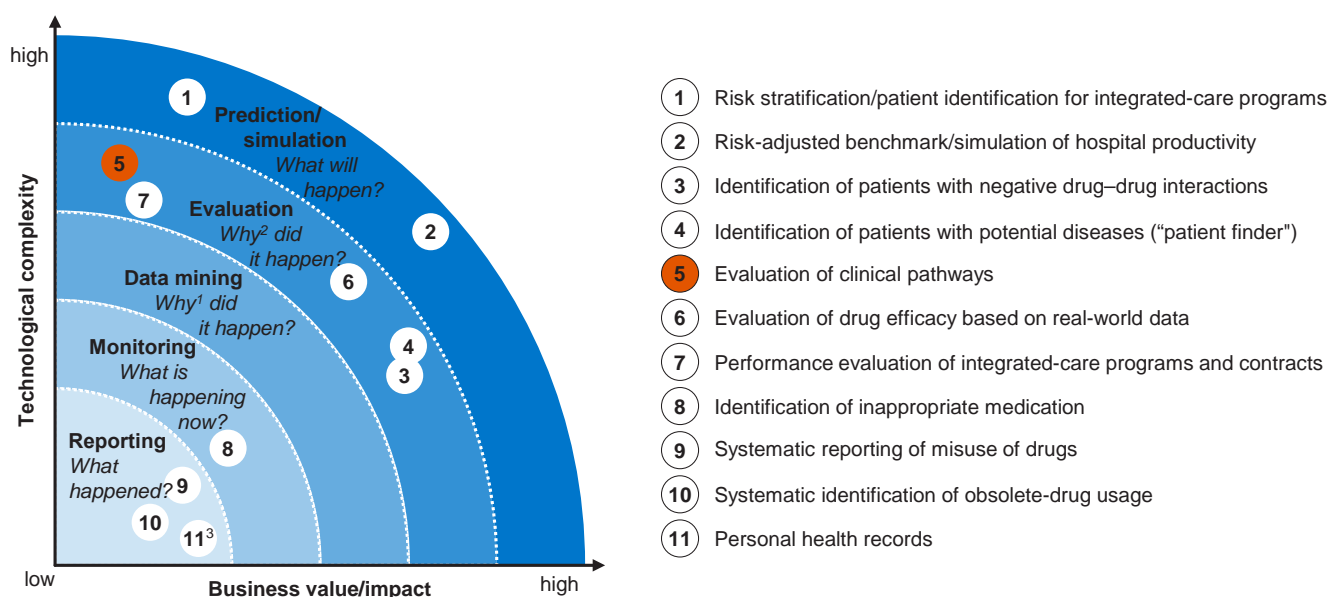 high
Technological complexity
low
Business value/impact
high
1
Prediction/
simulation
What will
happen?
5
7
Evaluation
Why² did
it happen?
2
6
Data mining
Why¹ did
it happen?
4
3
Monitoring
What is
happening
now?
8
Reporting
What
happened?
9
10
11³
1 Risk stratification/patient identification for integrated-care programs
2 Risk-adjusted benchmark/simulation of hospital productivity
3 Identification of patients with negative drug–drug interactions
4 Identification of patients with potential diseases (“patient finder")
5 Evaluation of clinical pathways
6 Evaluation of drug efficacy based on real-world data
7 Performance evaluation of integrated-care programs and contracts
8 Identification of inappropriate medication
9 Systematic reporting of misuse of drugs
10 Systematic identification of obsolete-drug usage
11 Personal health records